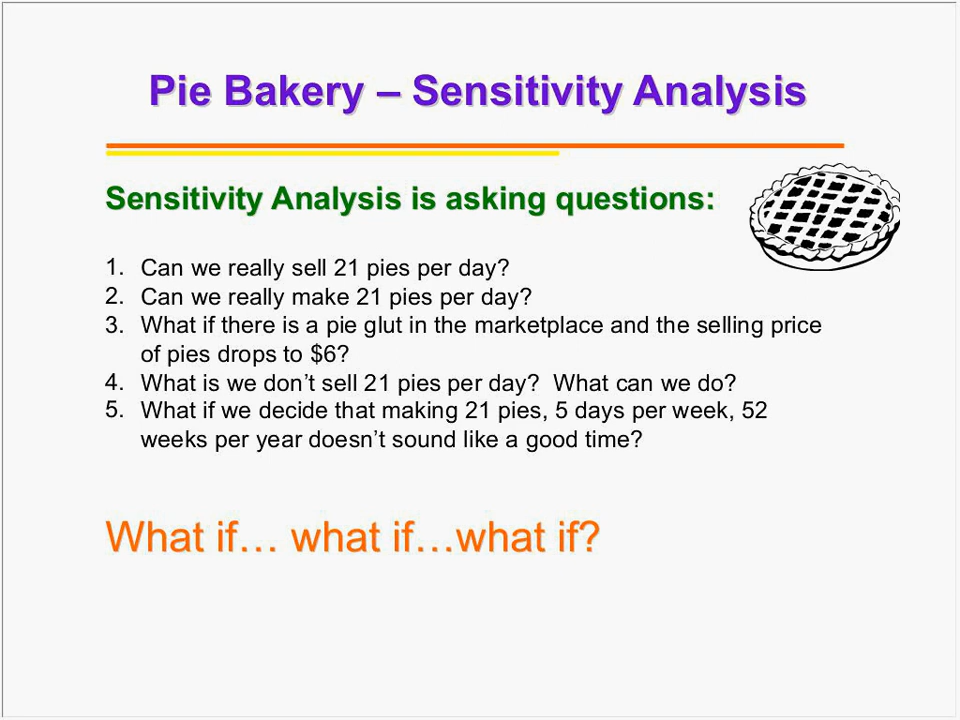 Pie Bakery – Sensitivity Analysis
Sensitivity Analysis is asking questions:
1. Can we really sell 21 pies per day?
2. Can we really make 21 pies per day?
3. What if there is a pie glut in the marketplace and the selling price
of pies drops to $6?
4. What is we don’t sell 21 pies per day?  What can we do?
5. What if we decide that making 21 pies, 5 days per week, 52
weeks per year doesn’t sound like a good time?
What if… what if…what if?